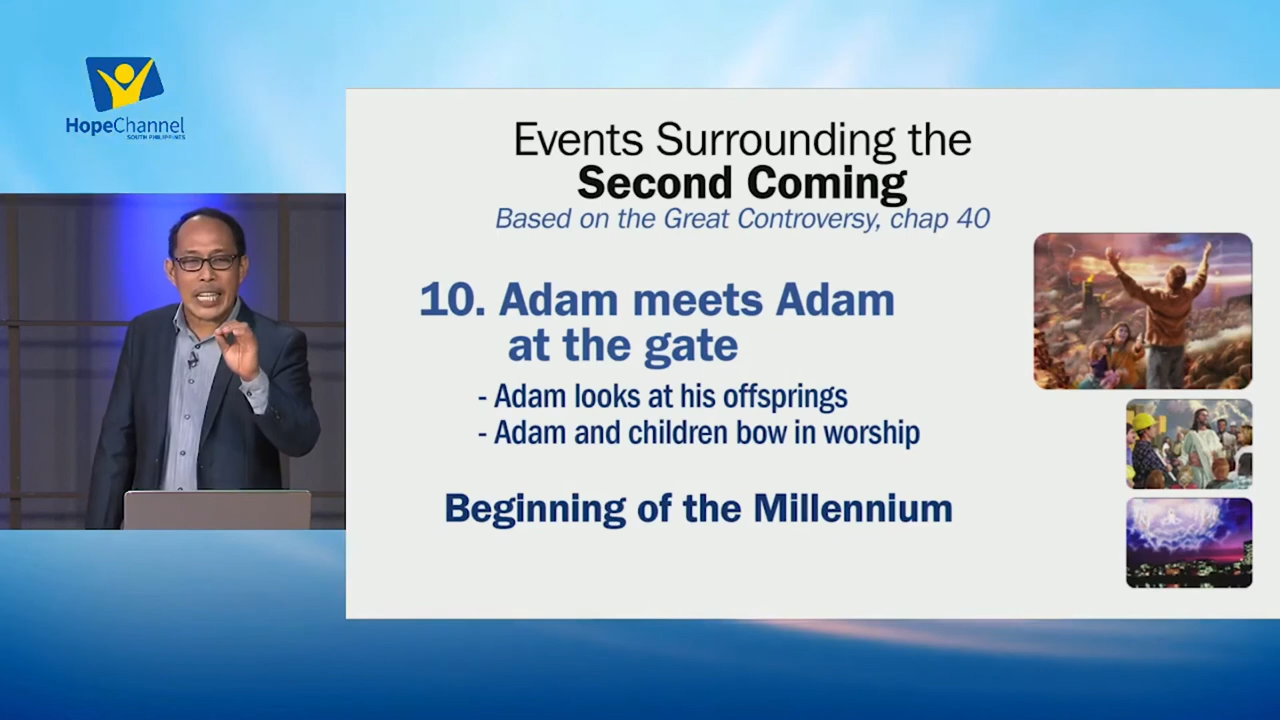 HopeChannel
SOUTH PHILIPPINES
Events Surrounding the
Second Coming
Based on the Great Controversy, chap 40
10. Adam meets Adam
at the gate
- Adam looks at his offsprings
- Adam and children bow in worship
Beginning of the Millennium